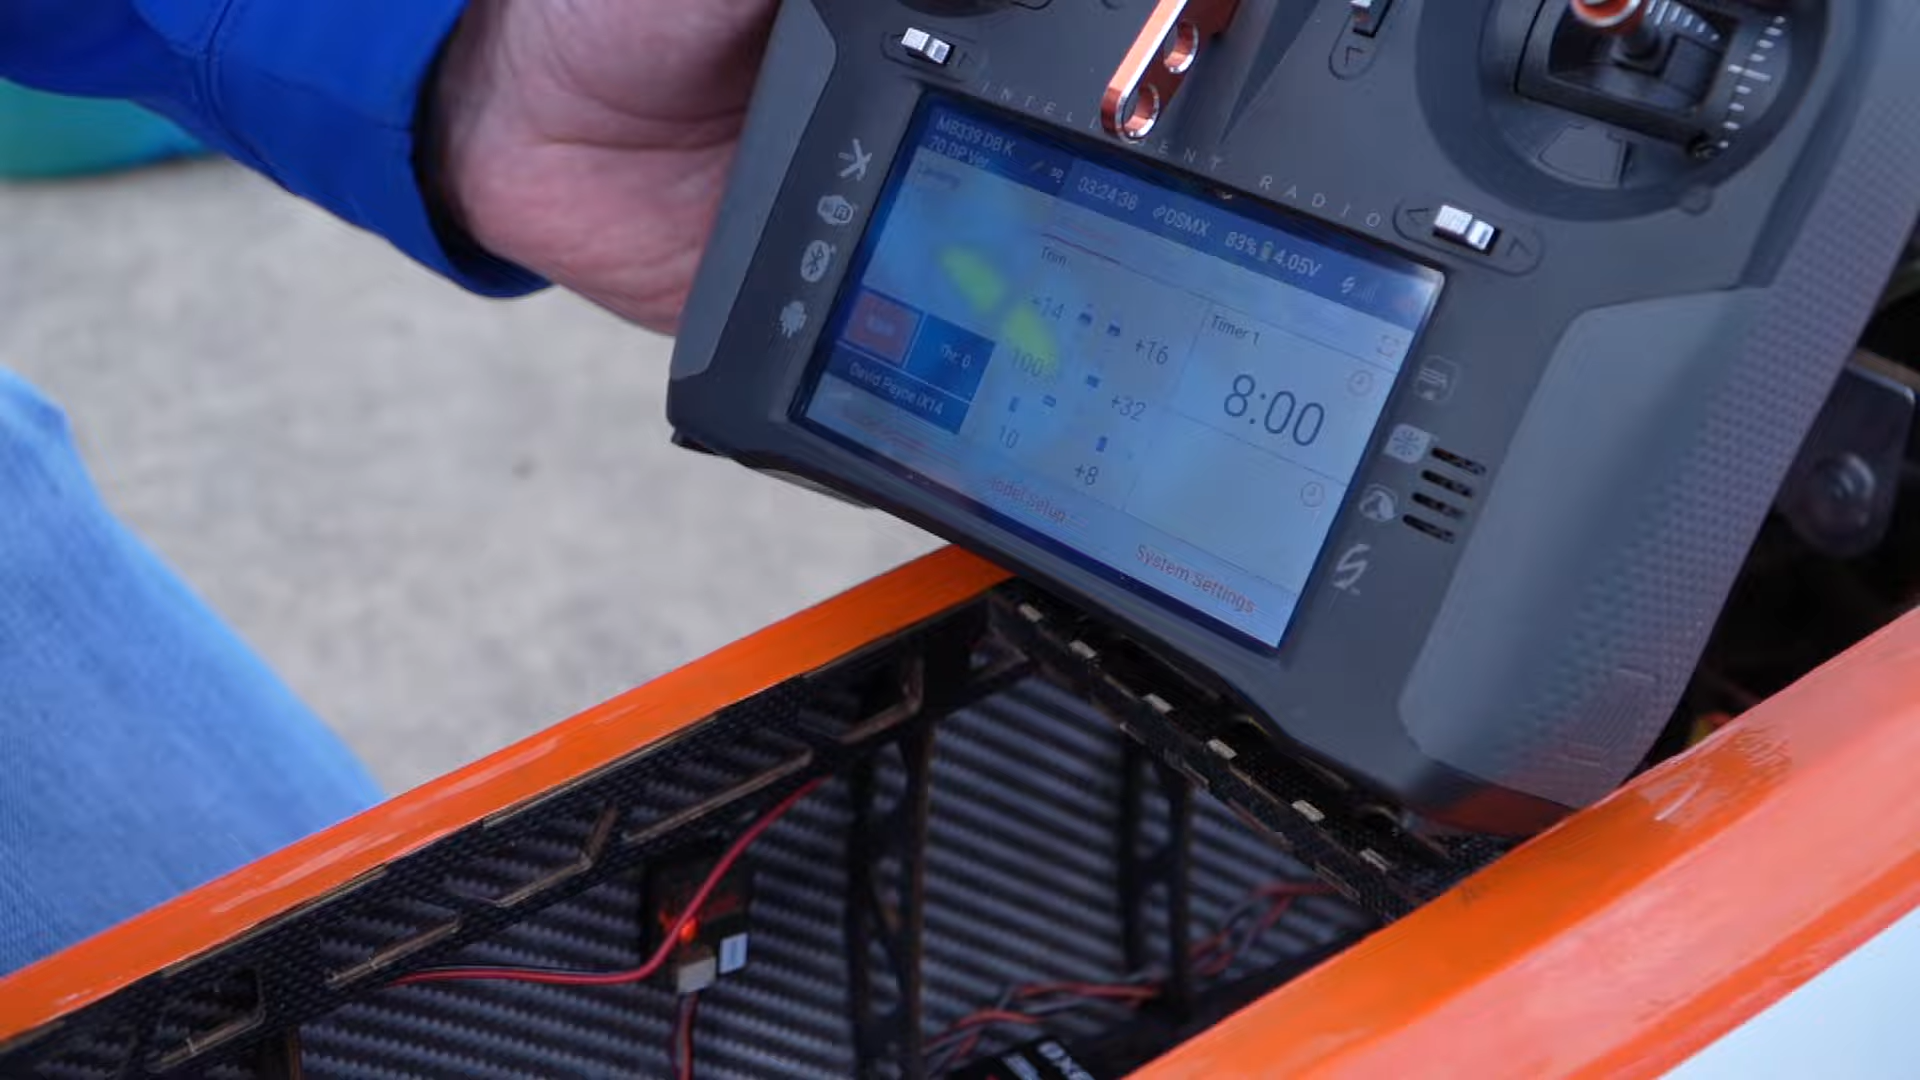 INTELLIGENT RADIO
MB339 DB K
70 DP Ver
03:24:36
DSMX
83%
4.05V
Trim
+14
+16
Timer 1
8:00
100
Thr: 0
+32
David Payne iX14
10
+8
Model Setup
System Settings